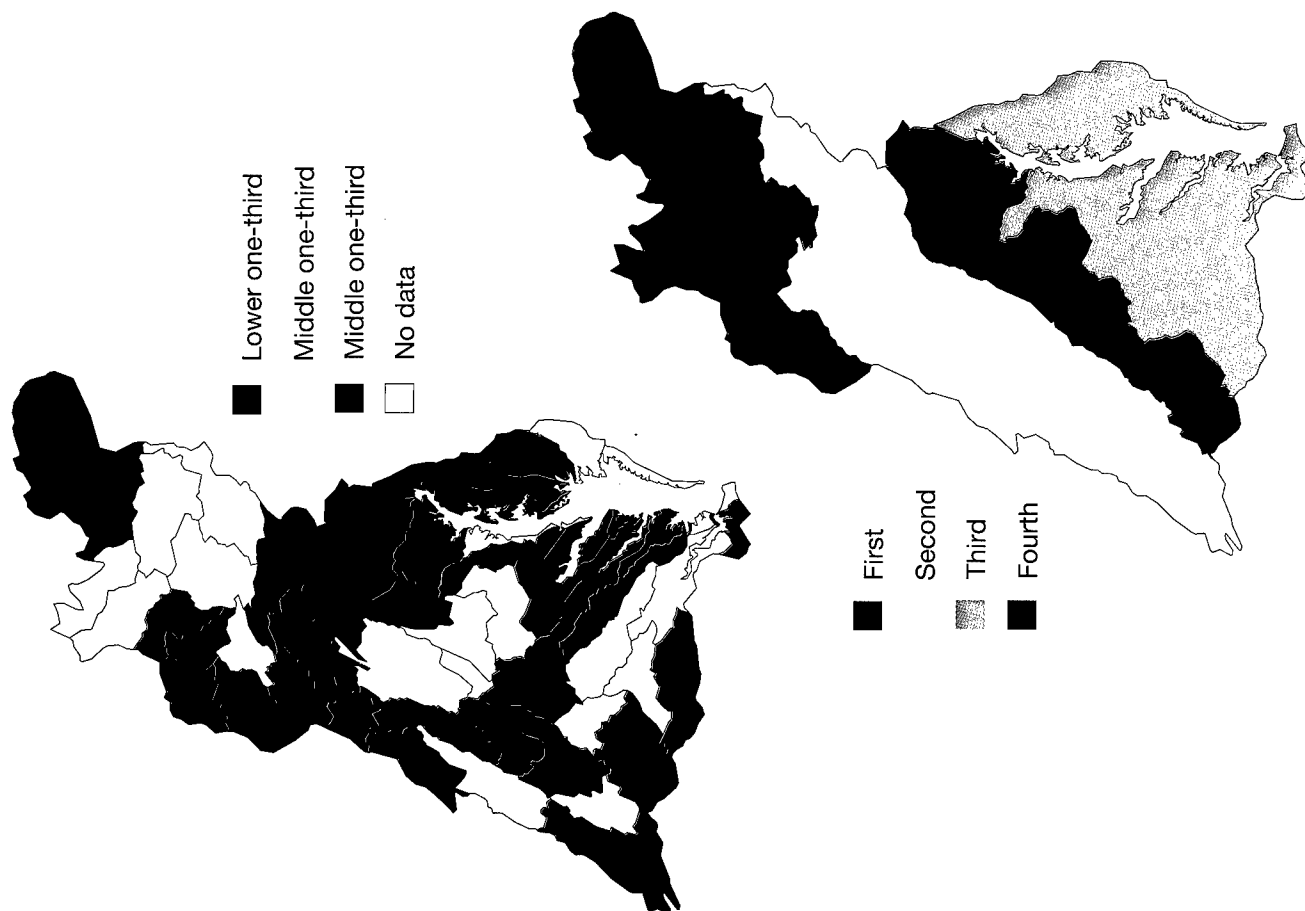 Lower one-third
Middle one-third
Middle one-third
No data
First
Second
Third
Fourth